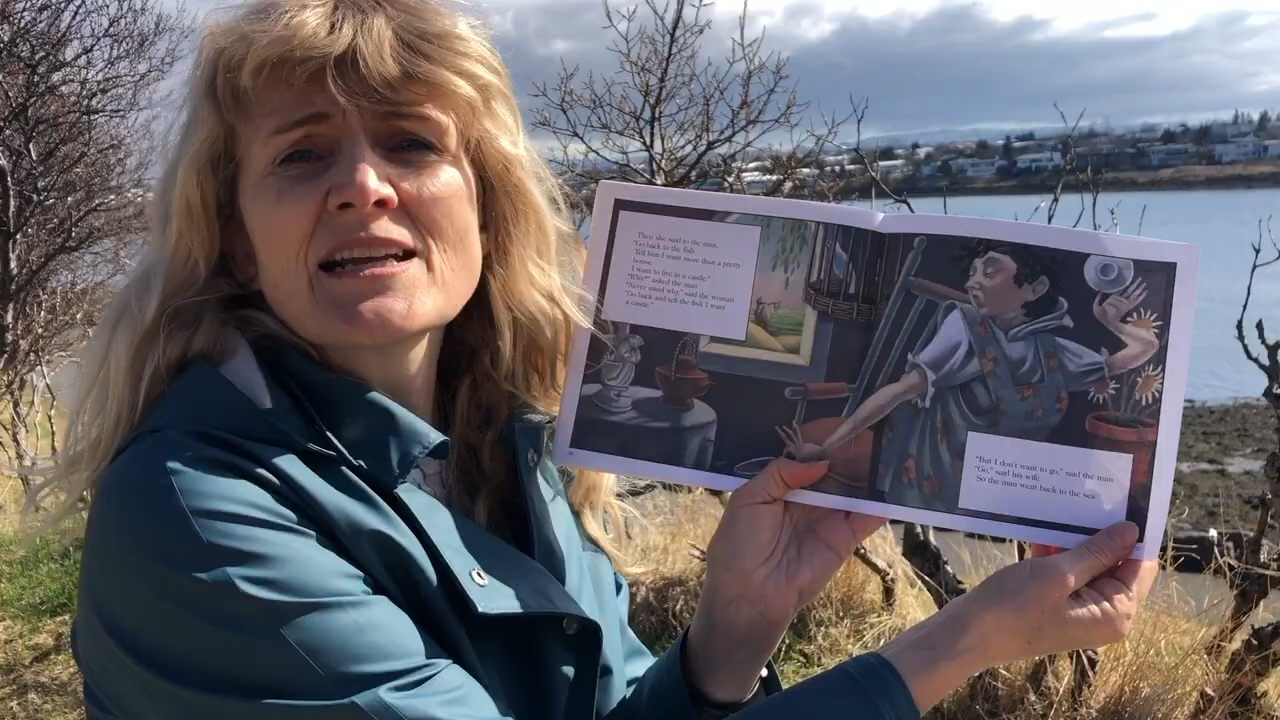 Then she said to the man,
"Go back to the fish.
Tell him I want more than a pretty
house.
I want to live in a castle."
"Why?" asked the man.
"Never mind why," said the woman.
"Go back and tell the fish I want
a castle."
"But I don't want to go," said the man.
"Go," said his wife.
So the man went back to the sea.